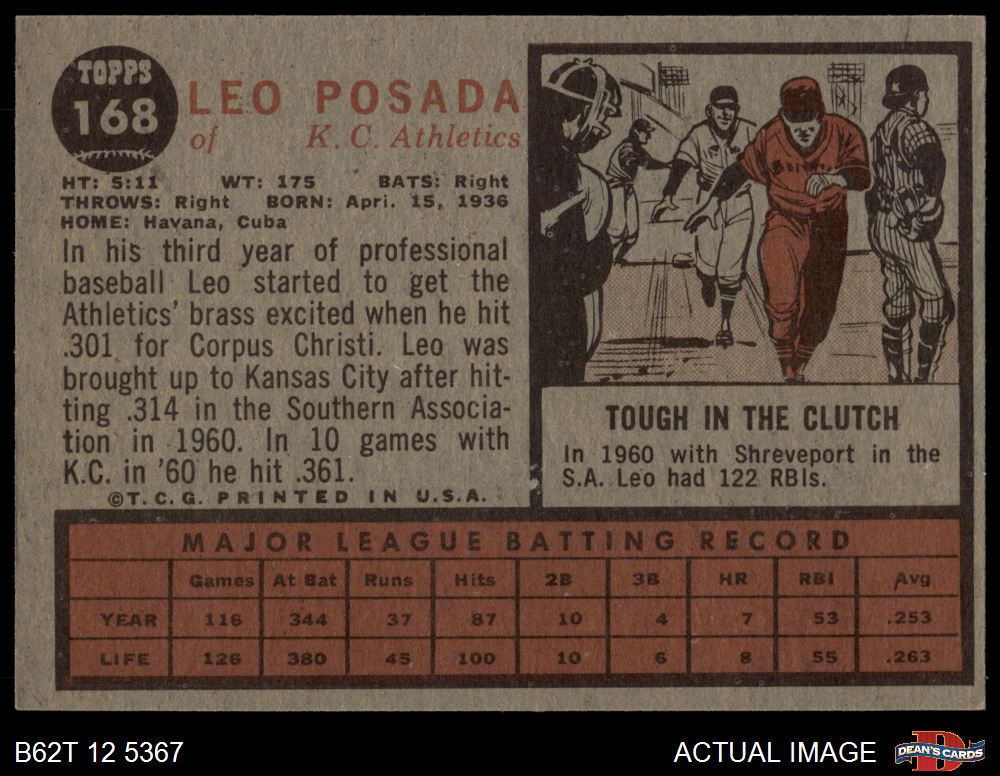 TOPPS
168
LEO POSADA
of K. C. Athletics
HT: 5:11 WT: 175 BATS: Right
THROWS: Right BORN: Apri. 15, 1936
HOME: Havana, Cuba
In his third year of professional
baseball Leo started to get the
Athletics' brass excited when he hit
.301 for Corpus Christi. Leo was
brought up to Kansas City after hit-
ting .314 in the Southern Associa-
tion in 1960. In 10 games with
K.C. in '60 he hit .361.
©T.C.G. PRINTED IN U.S.A.
TOUGH IN THE CLUTCH
In 1960 with Shreveport in the
S.A. Leo had 122 RBIs.
MAJOR LEAGUE BATTING RECORD
Games At Bat Runs Hits 2B 3B HR RBI Avg
YEAR 116 344 37 87 10 4 7 53 .253
LIFE 126 380 45 100 10 6 8 55 .263
B62T 12 5367
ACTUAL IMAGE
DEAN'S CARDS